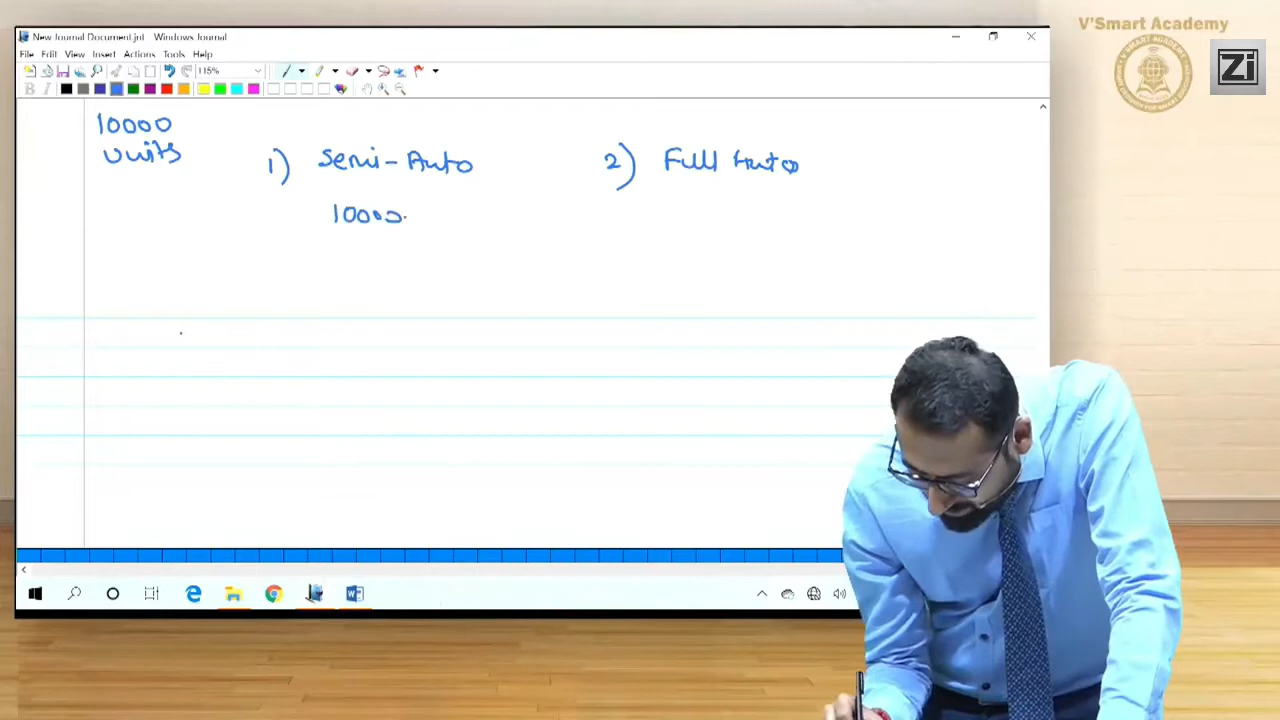 V'Smart Academy
New Journal Document.jnt - Windows Journal
File Edit View Insert Actions Tools Help
115%
B I
Zi
10000
units
1) Semi-Auto
2) Full Auto
10000